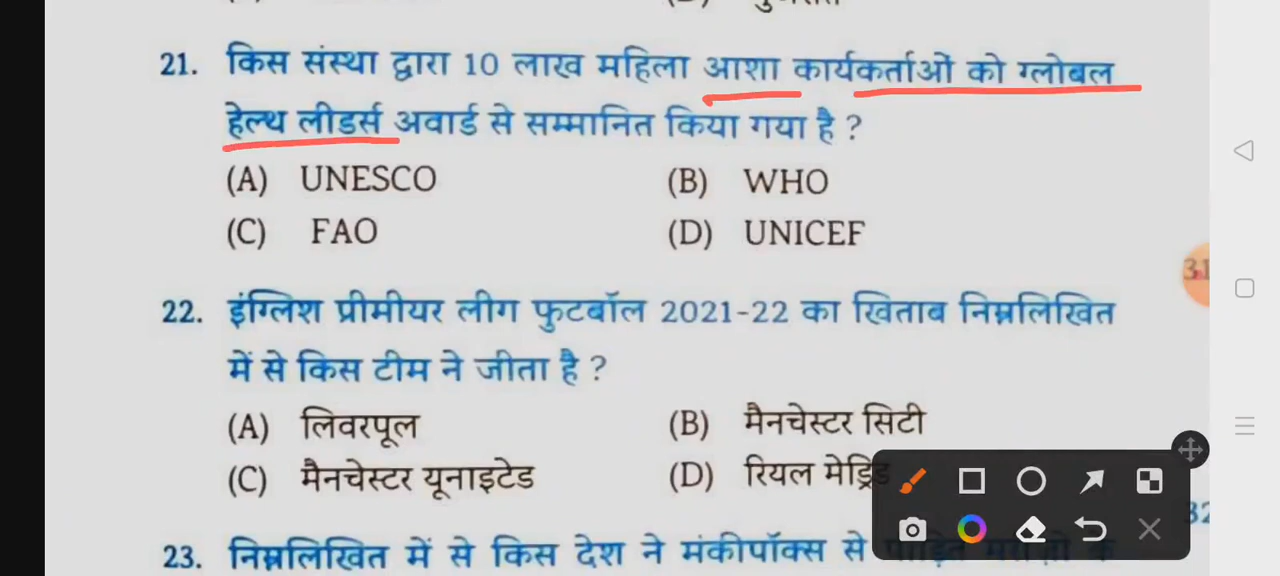 21. किस संस्था द्वारा 10 लाख महिला आशा कार्यकर्ताओं को ग्लोबल
हेल्थ लीडर्स अवार्ड से सम्मानित किया गया है ?
(A) UNESCO (B) WHO
(C) FAO (D) UNICEF
22. इंग्लिश प्रीमीयर लीग फुटबॉल 2021-22 का खिताब निम्नलिखित
में से किस टीम ने जीता है ?
(A) लिवरपूल (B) मैनचेस्टर सिटी
(C) मैनचेस्टर यूनाइटेड (D) रियल मेड्रिड
23. निम्नलिखित में से किस देश ने मंकीपॉक्स से